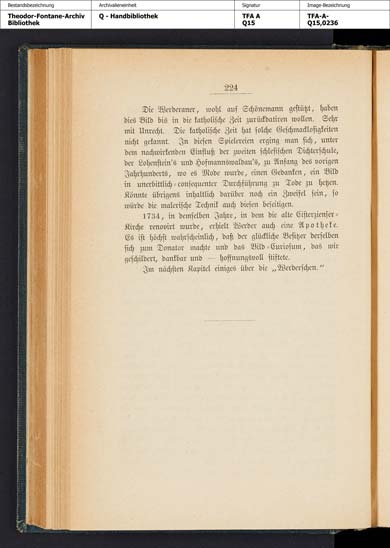 Bestandsbezeichnung
Theodor-Fontane-Archiv
Bibliothek
Archivalieneinheit
Q - Handbibliothek
Signatur
TFA A
Q15
Image-Bezeichnung
TFA-A-
Q15,0236
224
Die Werderaner, wohl auf Schönemann gestützt, haben
dies Bild bis in die katholische Zeit zurückdatiren wollen. Sehr
mit Unrecht. Die katholische Zeit hat solche Geschmacklosigkeiten
nicht gekannt. In diesen Spielereien erging man sich, unter
dem nachwirkenden Einfluß der zweiten schlesischen Dichterschule,
der Lohenstein's und Hofmannswaldau's, zu Anfang des vorigen
Jahrhunderts, wo es Mode wurde, einen Gedanken, ein Bild
in unerbittlich-consequenter Durchführung zu Tode zu hetzen.
Könnte übrigens inhaltlich darüber noch ein Zweifel sein, so
würde die malerische Technik auch diesen beseitigen.
1734, in demselben Jahre, in dem die alte Cisterzienser-
Kirche renovirt wurde, erhielt Werder auch eine Apotheke.
Es ist höchst wahrscheinlich, daß der glückliche Besitzer derselben
sich zum Donator machte und das Bild-Curiosum, das wir
geschildert, dankbar und — hoffnungsvoll stiftete.
Im nächsten Kapitel einiges über die „Werderschen."